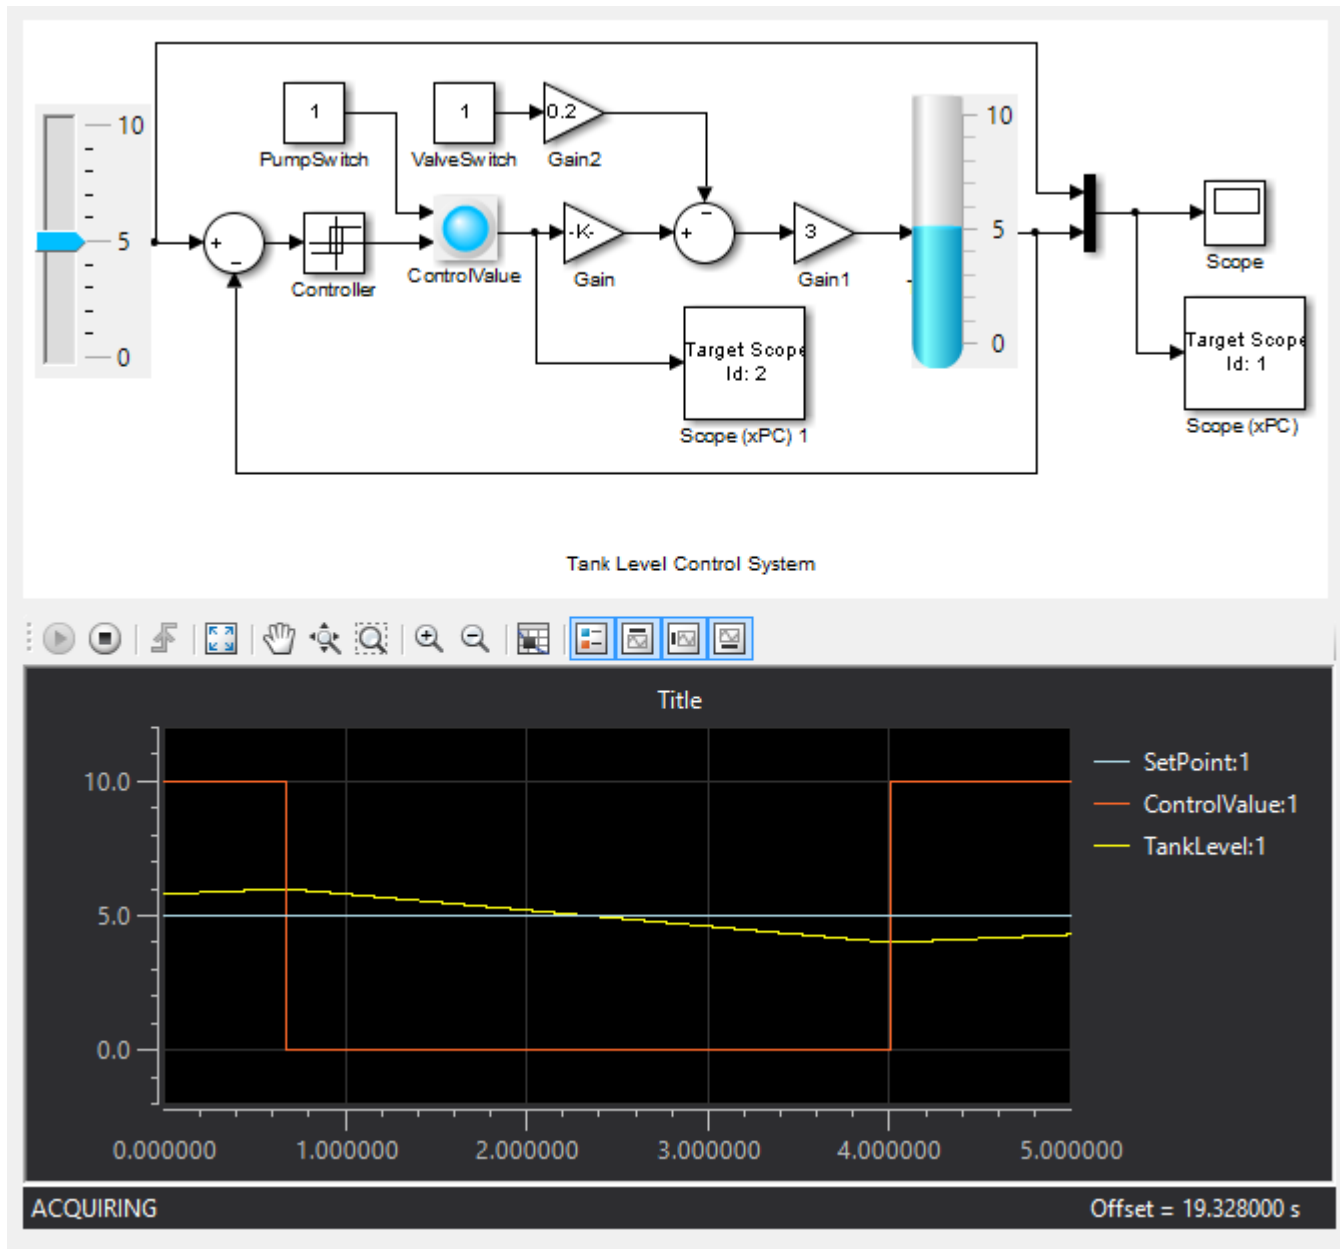 10
5
0
1
PumpSwitch
1
ValveSwitch
0.2
Gain2
+
−
Controller
ControlValue
-K-
Gain
−
+
3
Gain1
10
5
0
Scope
Target Scope
Id: 2
Scope (xPC) 1
Target Scope
Id: 1
Scope (xPC)
Tank Level Control System
Title
10.0
5.0
0.0
0.000000 1.000000 2.000000 3.000000 4.000000 5.000000
SetPoint:1
ControlValue:1
TankLevel:1
ACQUIRING Offset = 19.328000 s